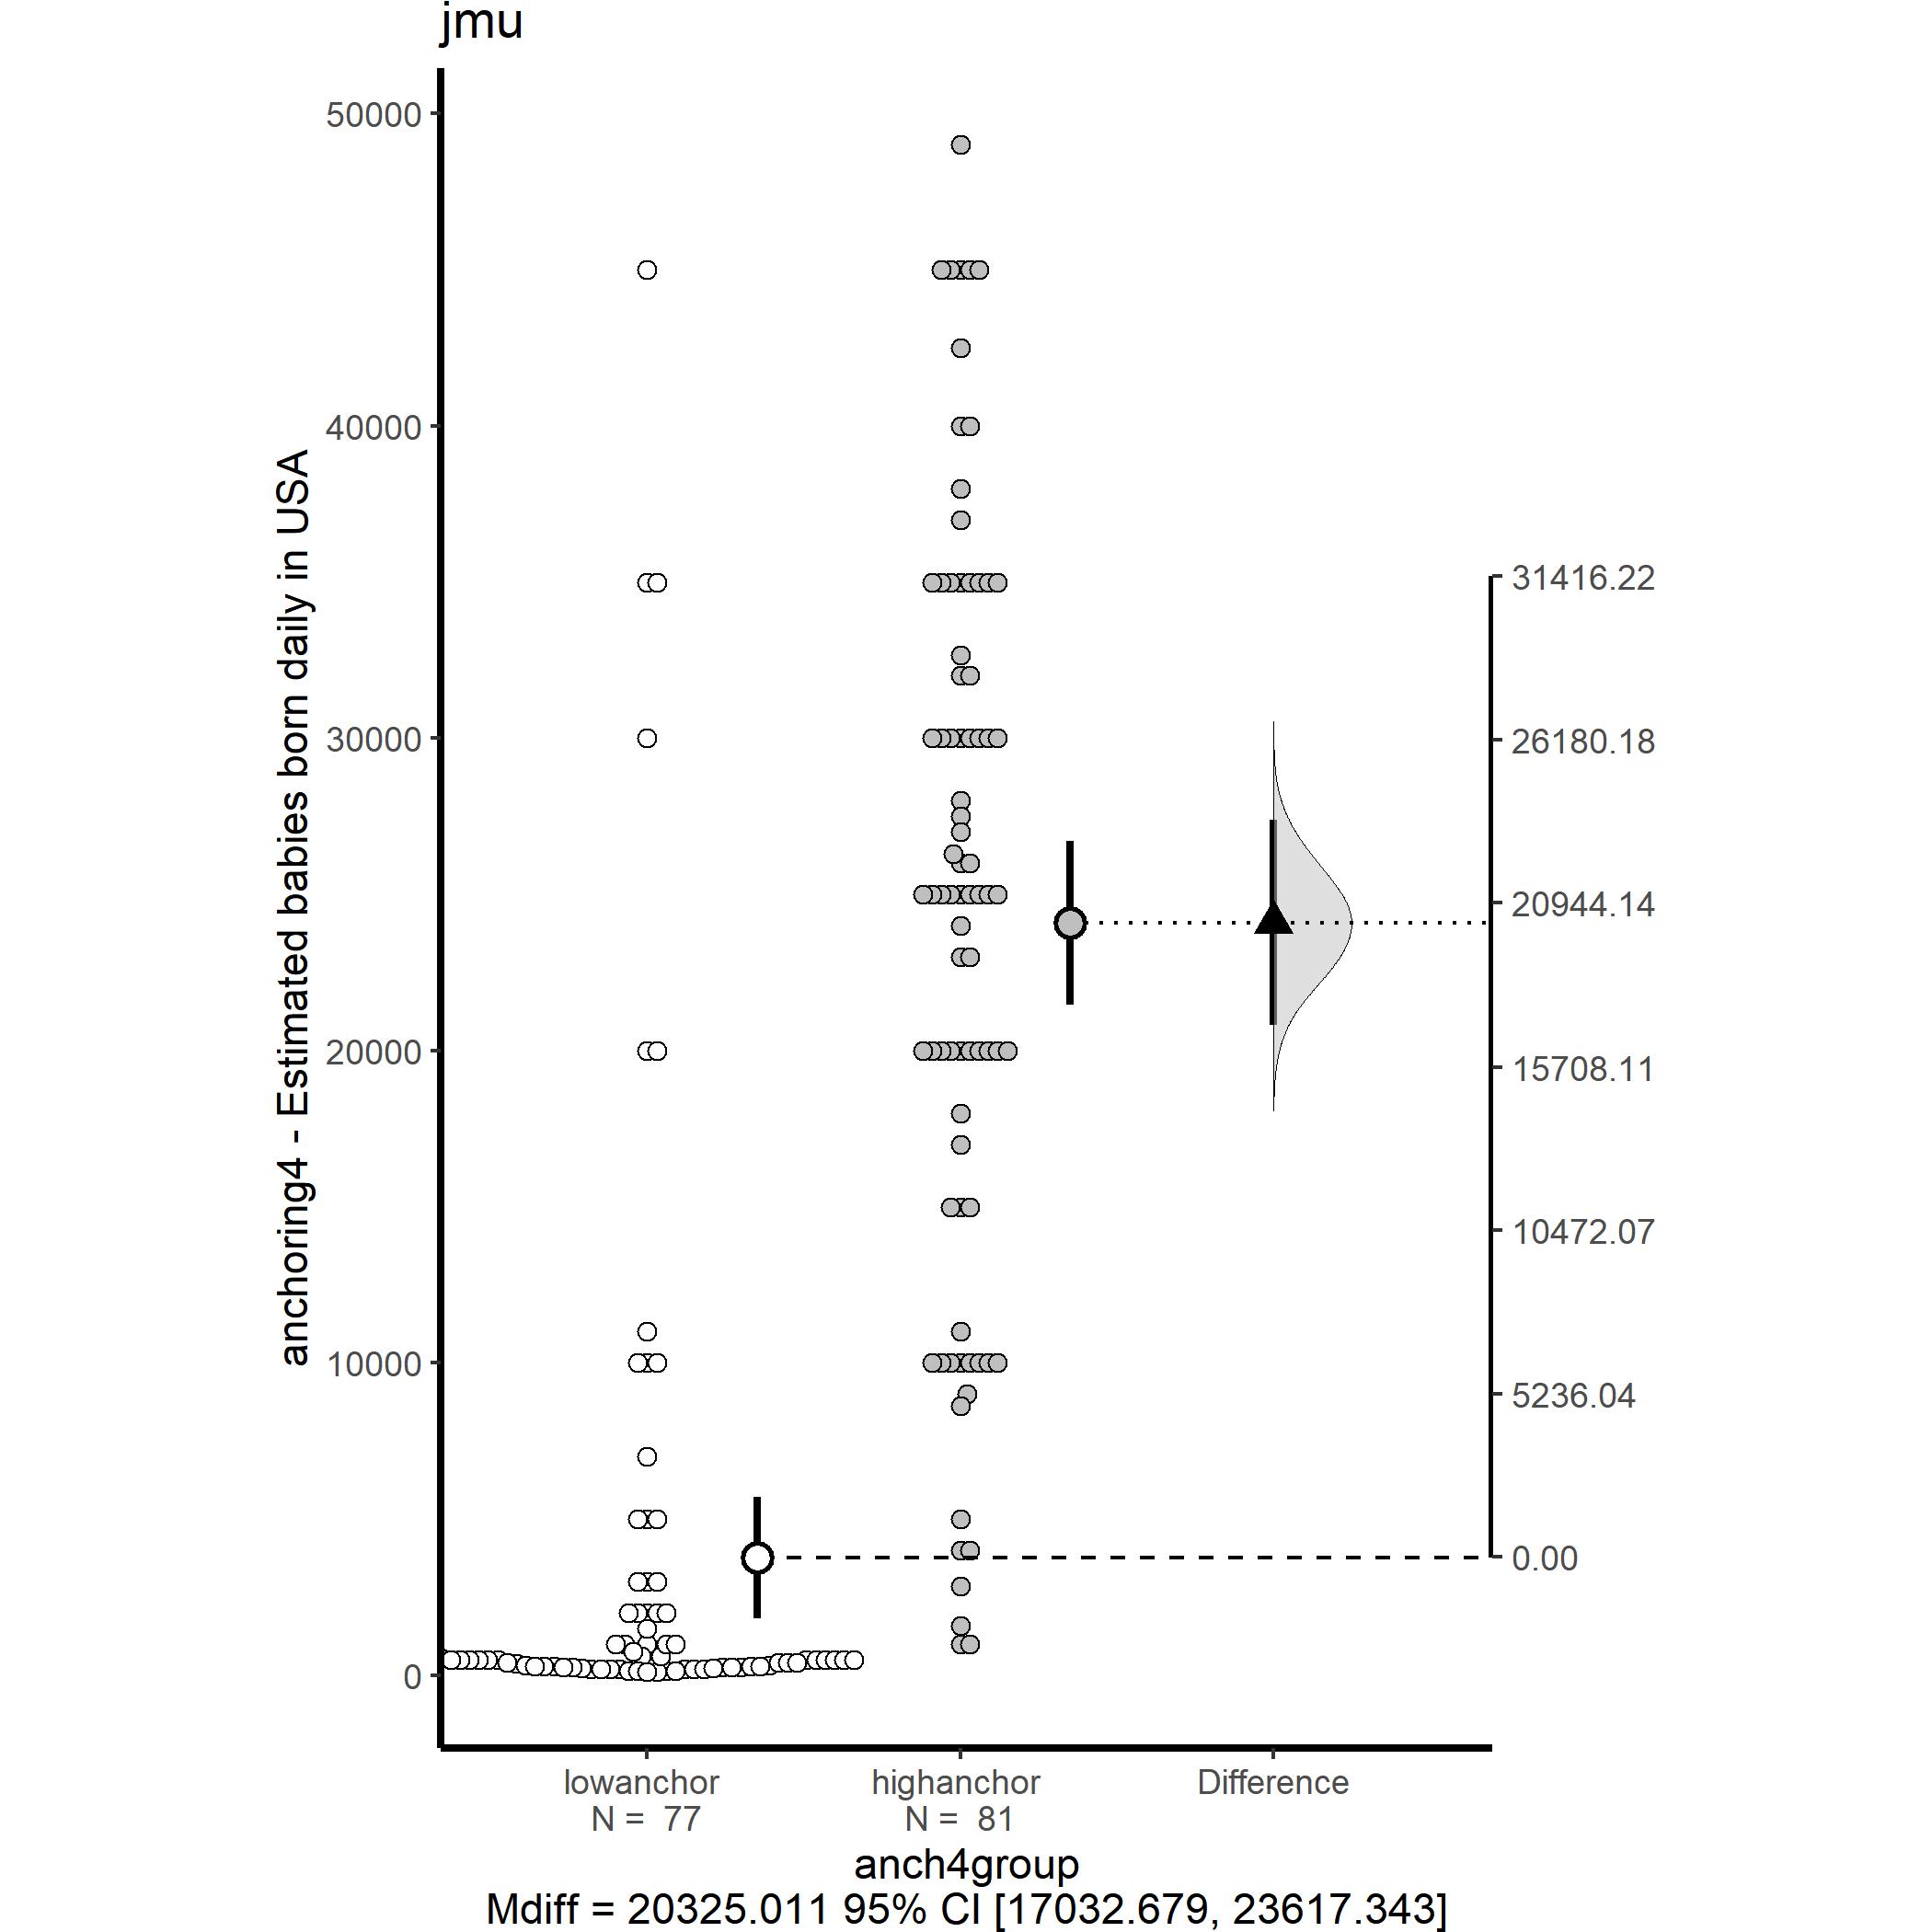 jmu
anchoring4 - Estimated babies born daily in USA
50000
40000
30000
20000
10000
0
31416.22
26180.18
20944.14
15708.11
10472.07
5236.04
0.00
lowanchor
N =  77
highanchor
N =  81
Difference
anch4group
Mdiff = 20325.011 95% CI [17032.679, 23617.343]